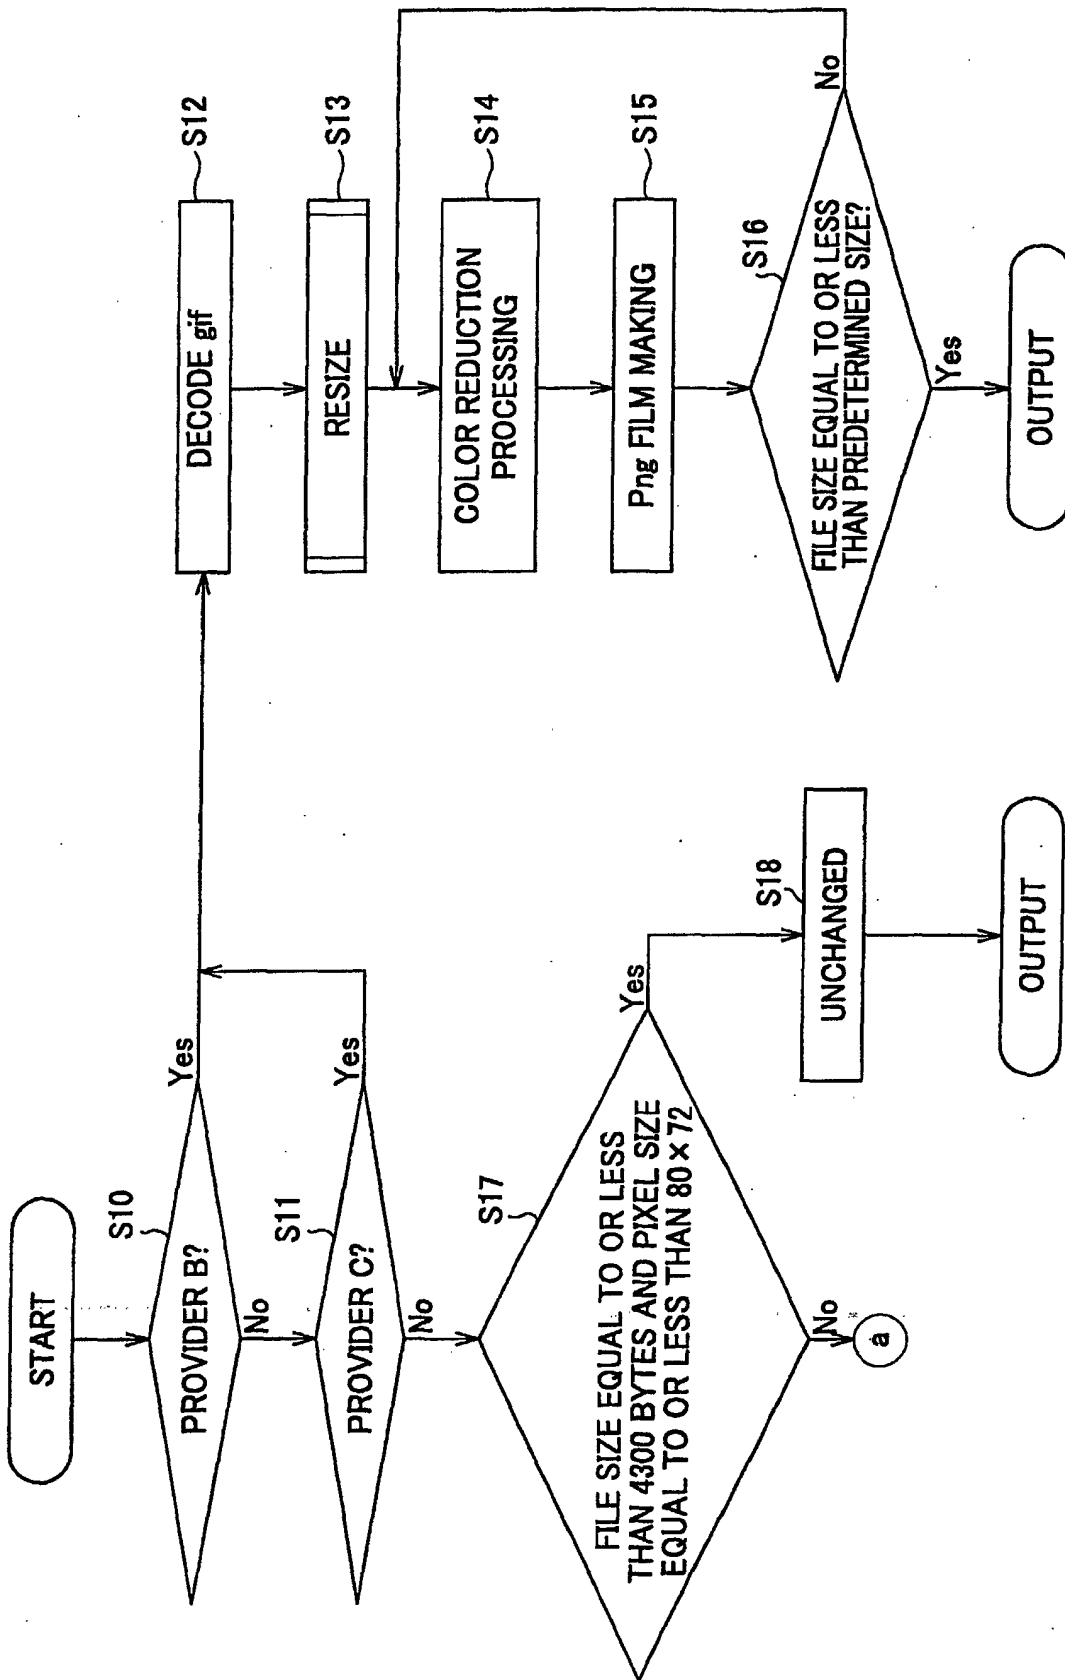 START
S10
PROVIDER B?
Yes
No
S11
PROVIDER C?
Yes
No
S17
FILE SIZE EQUAL TO OR LESS
THAN 4300 BYTES AND PIXEL SIZE
EQUAL TO OR LESS THAN 80 × 72
Yes
No
a
S18
UNCHANGED
OUTPUT
DECODE gif
S12
RESIZE
S13
COLOR REDUCTION
PROCESSING
S14
Png FILM MAKING
S15
S16
FILE SIZE EQUAL TO OR LESS
THAN PREDETERMINED SIZE?
No
Yes
OUTPUT